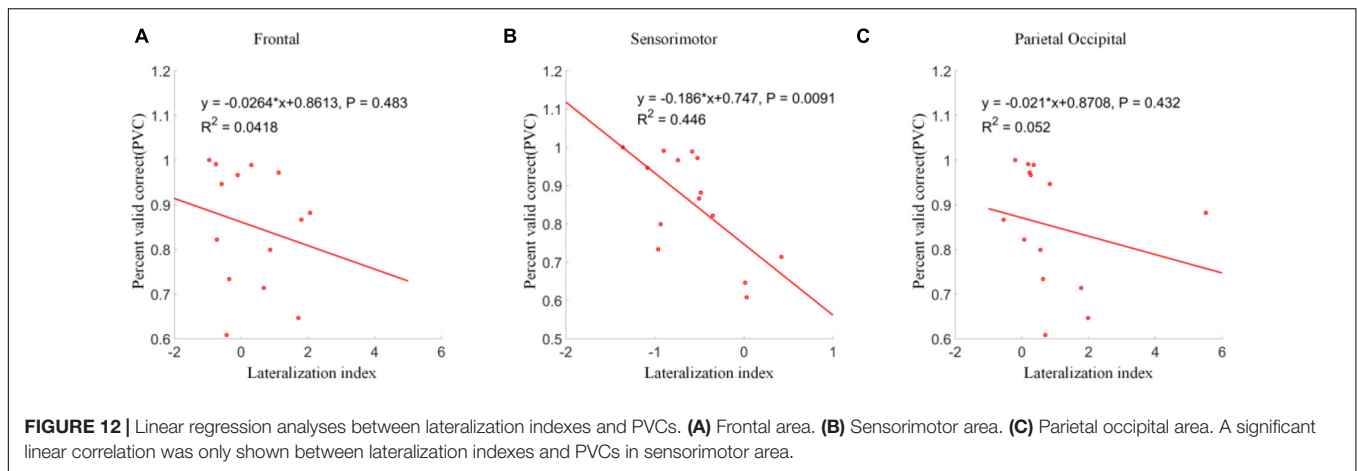 A Frontal
1.2
1.1
1
0.9
0.8
0.7
0.6
-2 0 2 4 6
Percent valid correct(PVC)
Lateralization index
y = -0.0264*x+0.8613, P = 0.483
R² = 0.0418
B Sensorimotor
1.2
1.1
1
0.9
0.8
0.7
0.6
0.5
-2 -1 0 1
Percent valid correct(PVC)
Lateralization index
y = -0.186*x+0.747, P = 0.0091
R² = 0.446
C Parietal Occipital
1.2
1.1
1
0.9
0.8
0.7
0.6
-2 0 2 4 6
Percent valid correct(PVC)
Lateralization index
y = -0.021*x+0.8708, P = 0.432
R² = 0.052
FIGURE 12 | Linear regression analyses between lateralization indexes and PVCs. (A) Frontal area. (B) Sensorimotor area. (C) Parietal occipital area. A significant
linear correlation was only shown between lateralization indexes and PVCs in sensorimotor area.